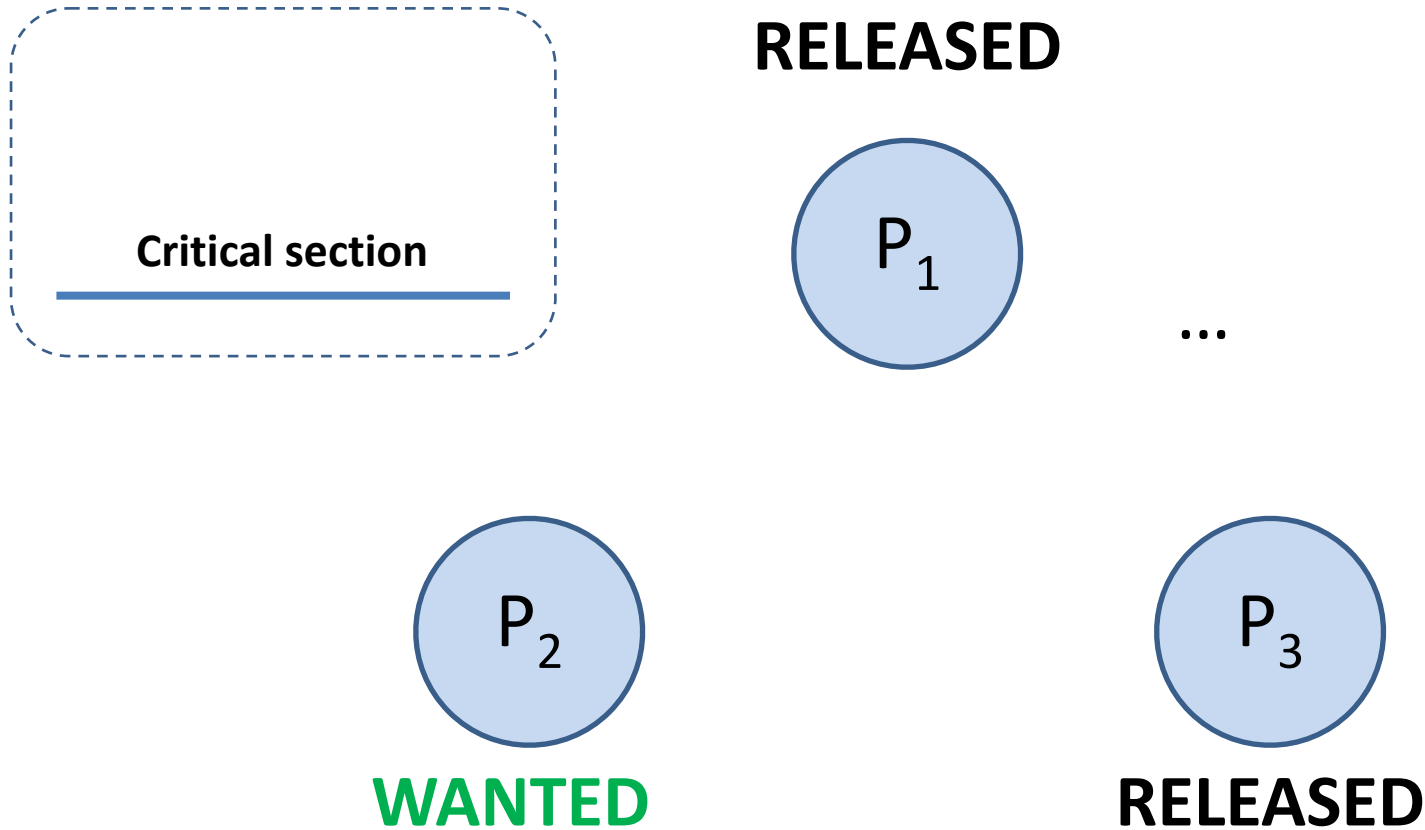 RELEASED
Critical section
P1
...
P2
P3
WANTED
RELEASED